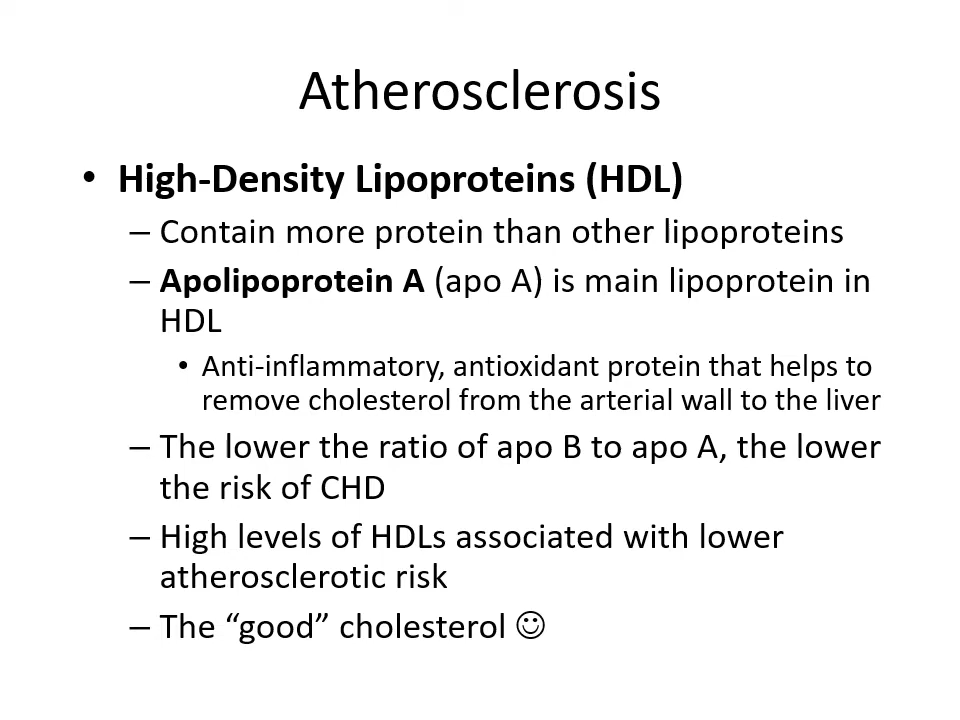 Atherosclerosis
• High-Density Lipoproteins (HDL)
– Contain more protein than other lipoproteins
– Apolipoprotein A (apo A) is main lipoprotein in
HDL
• Anti-inflammatory, antioxidant protein that helps to
remove cholesterol from the arterial wall to the liver
– The lower the ratio of apo B to apo A, the lower
the risk of CHD
– High levels of HDLs associated with lower
atherosclerotic risk
– The “good” cholesterol ☺